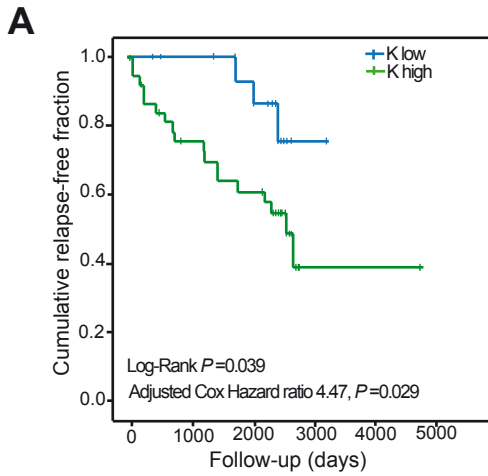 A
K low
K high
Cumulative relapse-free fraction
1.0
0.8
0.6
0.4
0.2
0.0
Log-Rank P=0.039
Adjusted Cox Hazard ratio 4.47, P=0.029
0 1000 2000 3000 4000 5000
Follow-up (days)